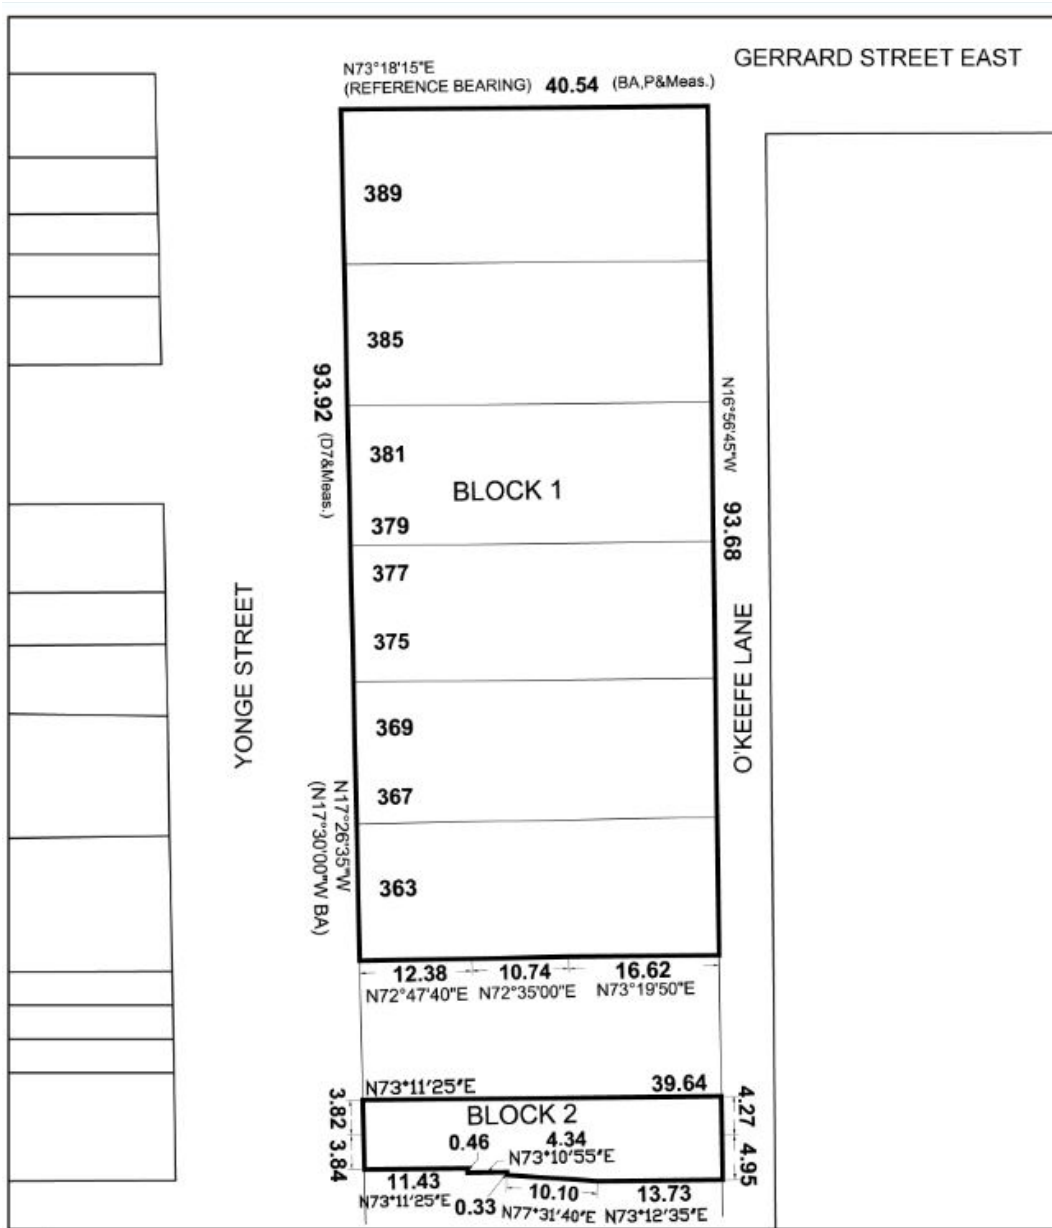 GERRARD STREET EAST
N73°18'15"E
(REFERENCE BEARING) 40.54 (BA,P&Meas.)
389
385
93.92 (D7&Meas.)
N16°56'45"W 93.68
381
BLOCK 1
379
377
375
YONGE STREET
O'KEEFE LANE
369
367
N17°26'35"W
(N17°30'00"W BA)
363
12.38 10.74 16.62
N72°47'40"E N72°35'00"E N73°19'50"E
N73°11'25"E 39.64
3.82 3.84
4.27 4.95
BLOCK 2
0.46 4.34
N73°10'55"E
11.43 10.10 13.73
N73°11'25"E 0.33 N77°31'40"E N73°12'35"E